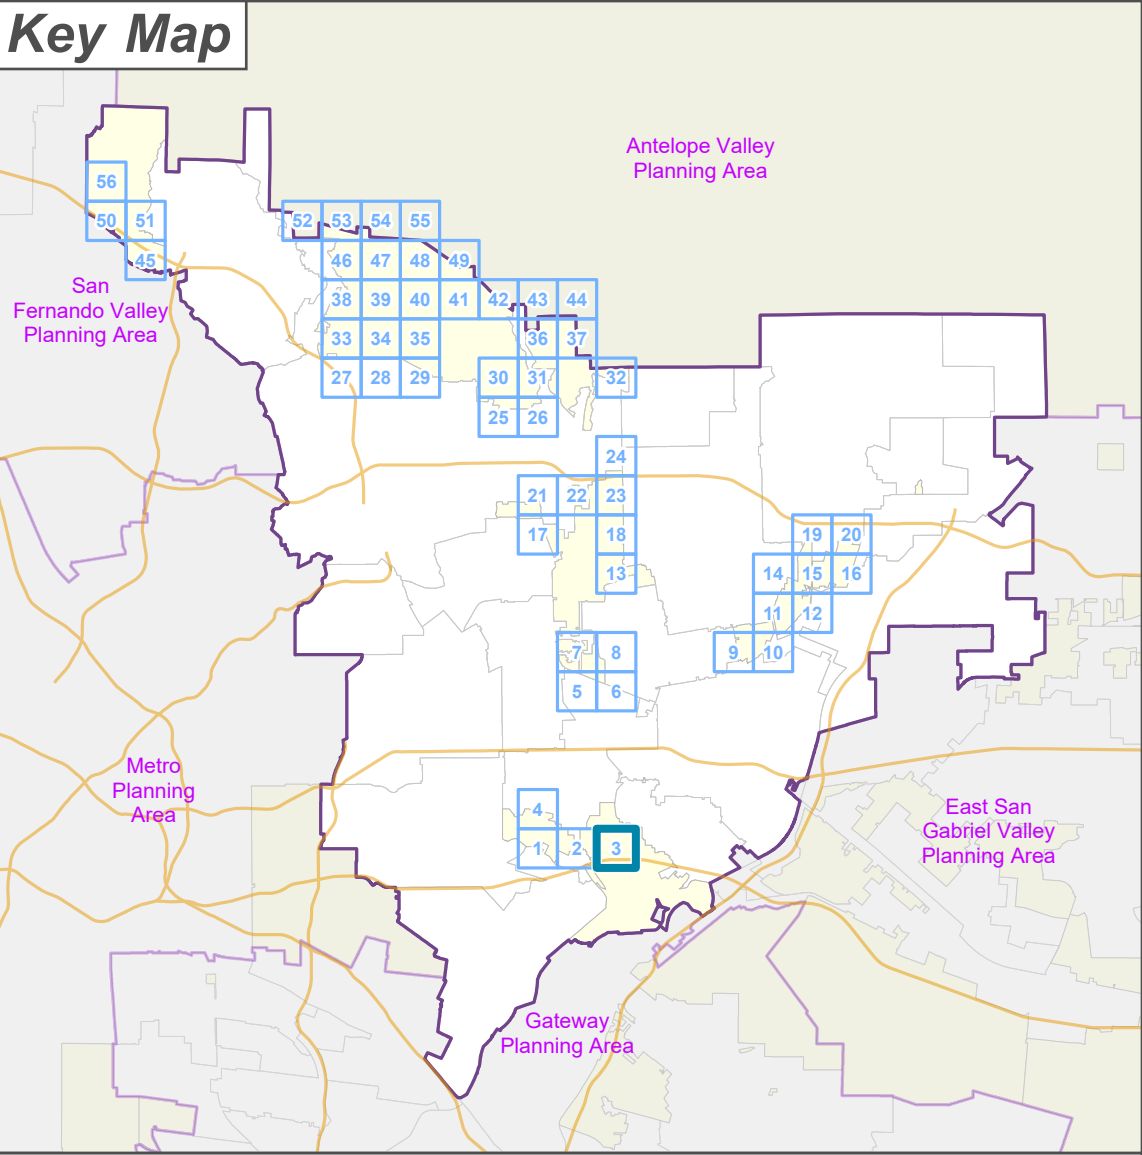 Key Map
Antelope Valley
Planning Area
56
50 51
52 53 54 55
45
46 47 48 49
San
Fernando Valley
Planning Area
38 39 40 41 42 43 44
33 34 35 36 37
27 28 29 30 31 32
25 26
24
21 22 23
17 18 19 20
13 14 15 16
11 12
7 8 9 10
5 6
Metro
Planning
Area
4
East San
Gabriel Valley
Planning Area
1 2 3
Gateway
Planning Area